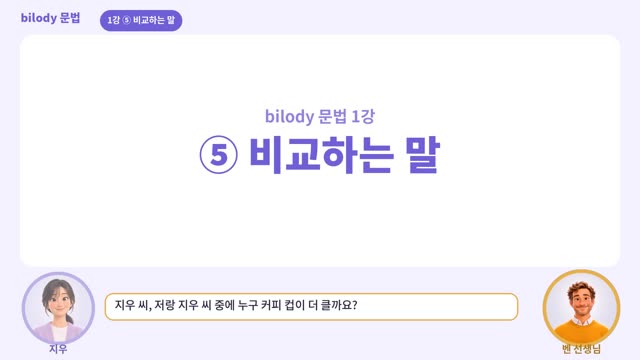 bilody 문법
1강 ⑤ 비교하는 말
bilody 문법 1강
⑤ 비교하는 말
지우 씨, 저랑 지우 씨 중에 누구 커피 컵이 더 클까요?
지우
벤 선생님